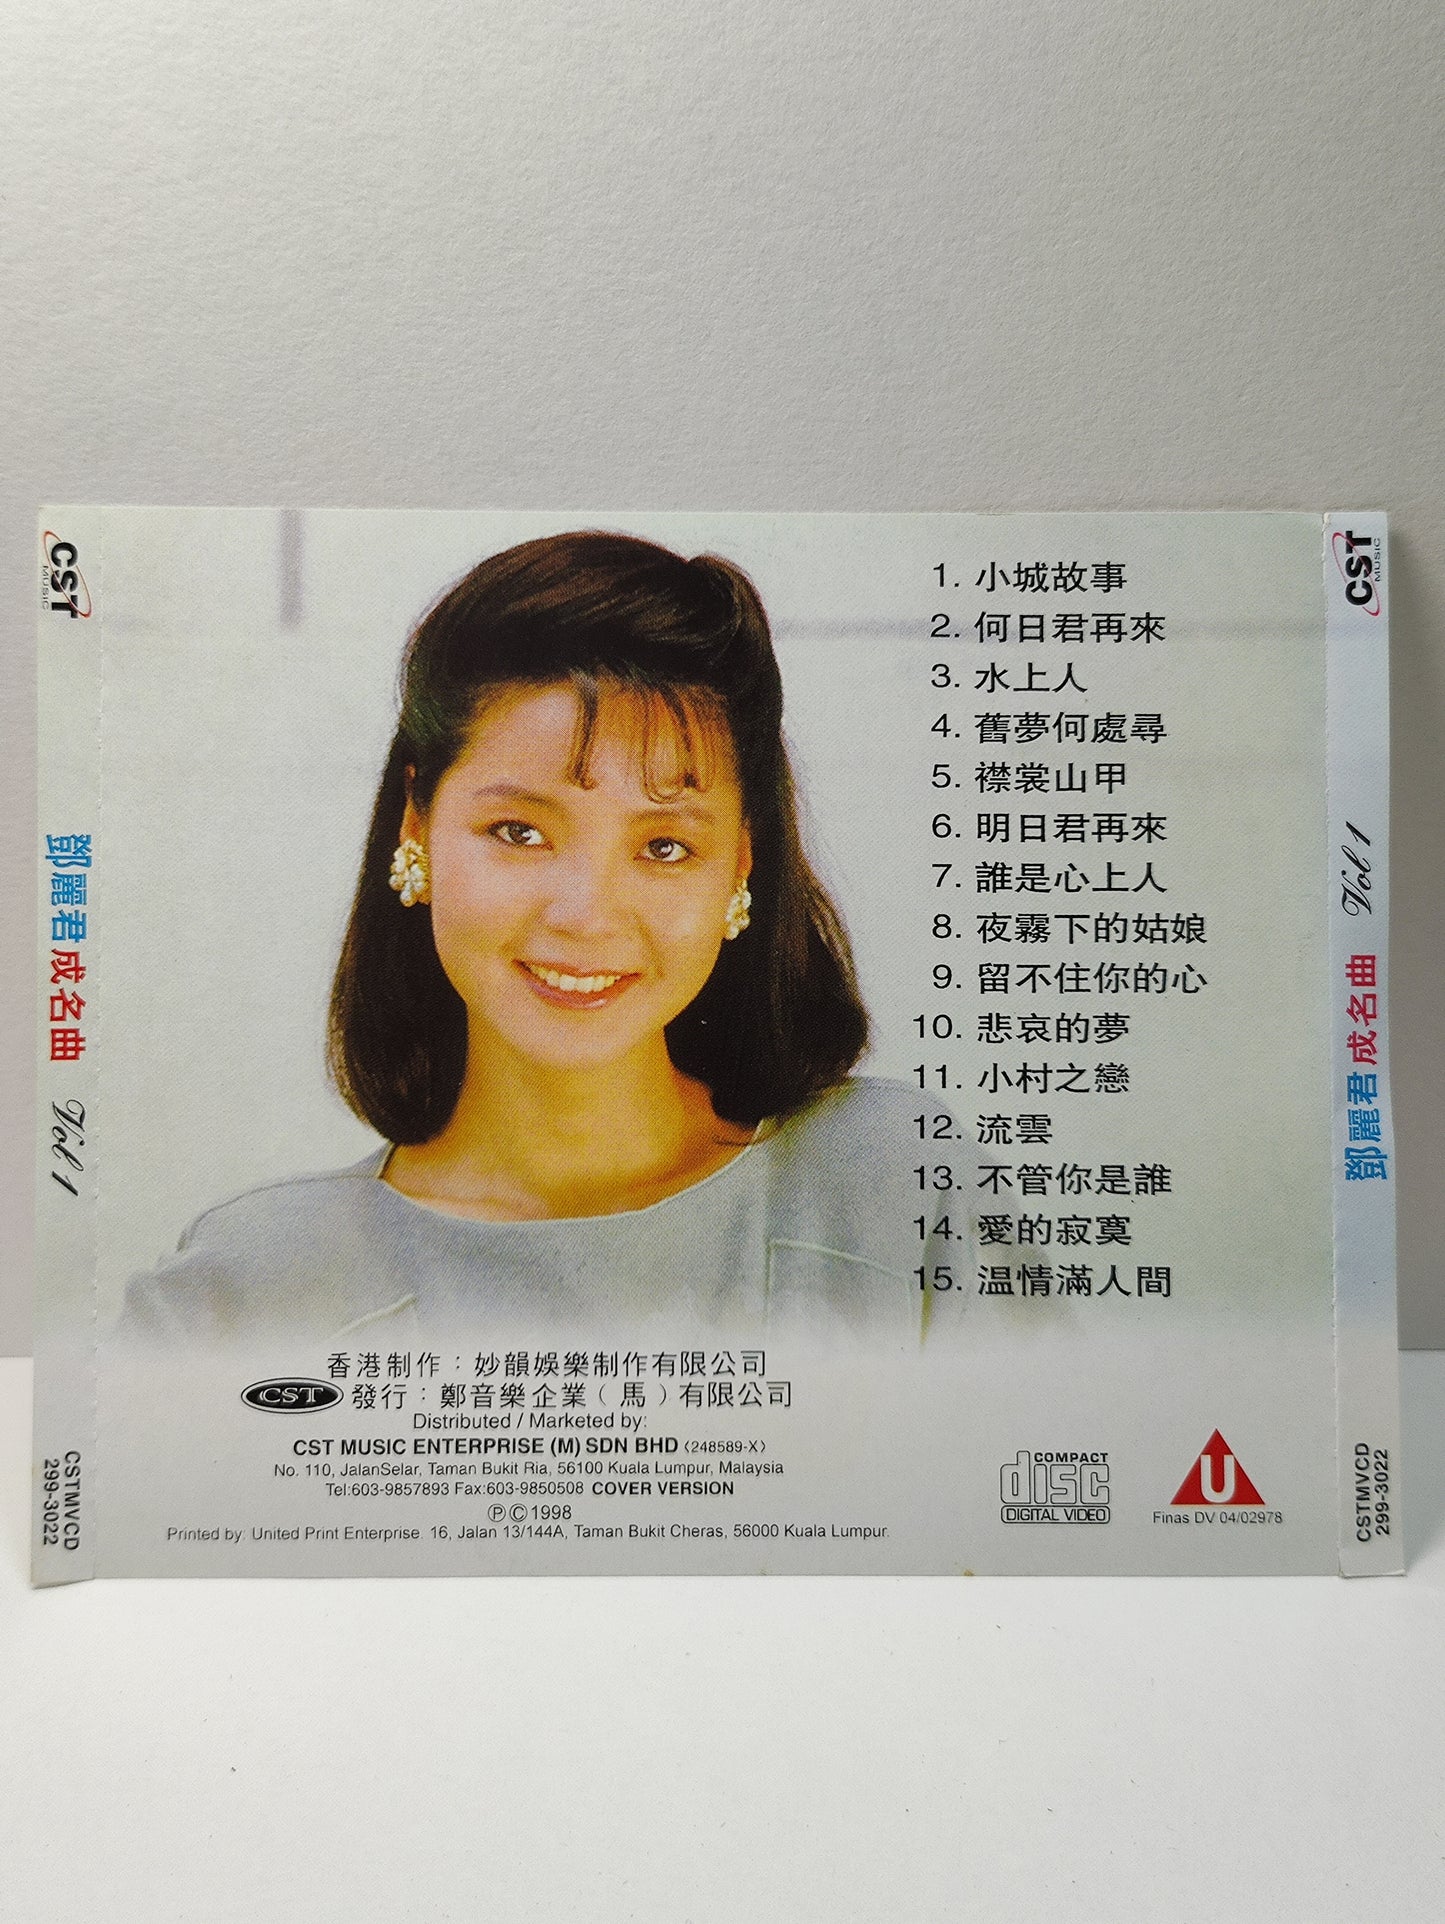 CST
MUSIC
鄧麗君成名曲 Vol 1
CSTMVCD
299-3022
1. 小城故事
2. 何日君再來
3. 水上人
4. 舊夢何處尋
5. 襟裳山甲
6. 明日君再來
7. 誰是心上人
8. 夜霧下的姑娘
9. 留不住你的心
10. 悲哀的夢
11. 小村之戀
12. 流雲
13. 不管你是誰
14. 愛的寂寞
15. 温情滿人間
香港制作：妙韻娛樂制作有限公司
CST 發行：鄭音樂企業（馬）有限公司
Distributed / Marketed by:
CST MUSIC ENTERPRISE (M) SDN BHD (248589-X)
No. 110, JalanSelar, Taman Bukit Ria, 56100 Kuala Lumpur, Malaysia
Tel:603-9857893 Fax:603-9850508 COVER VERSION
ⓅⒸ1998
Printed by: United Print Enterprise. 16, Jalan 13/144A, Taman Bukit Cheras, 56000 Kuala Lumpur.
COMPACT
disc
DIGITAL VIDEO
U
Finas DV 04/02978
CST
MUSIC
鄧麗君成名曲 Vol 1
CSTMVCD
299-3022